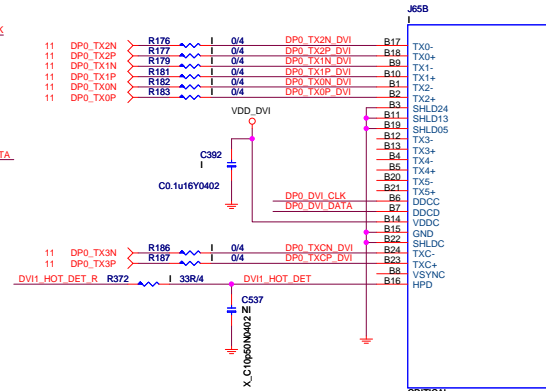 J65B
K
11 DP0_TX2N R176 I 0/4 DP0_TX2N_DVI B17 TX0-
11 DP0_TX2P R177 0/4 DP0_TX2P_DVI B18 TX0+
11 DP0_TX1N R179 I 0/4 DP0_TX1N_DVI B9 TX1-
11 DP0_TX1P R181 0/4 DP0_TX1P_DVI B10 TX1+
11 DP0_TX0N R182 I 0/4 DP0_TX0N_DVI B1 TX2-
11 DP0_TX0P R183 0/4 DP0_TX0P_DVI B2 TX2+
B3 SHLD24
VDD_DVI B11 SHLD13
B19 SHLD05
B12 TX3-
B13 TX3+
TA C392 B4 TX4-
I B5 TX4+
B20 TX5-
C0.1u16Y0402 B21 TX5+
DP0_DVI_CLK B6 DDCC
DP0_DVI_DATA B7 DDCD
B14 VDDC
B15 GND
B22 SHLDC
11 DP0_TX3N R186 I 0/4 DP0_TXCN_DVI B24 TXC-
11 DP0_TX3P R187 0/4 DP0_TXCP_DVI B23 TXC+
B8 VSYNC
DVI1_HOT_DET_R R372 I 33R/4 DVI1_HOT_DET B16 HPD
C537
NI
X_C10p50N0402